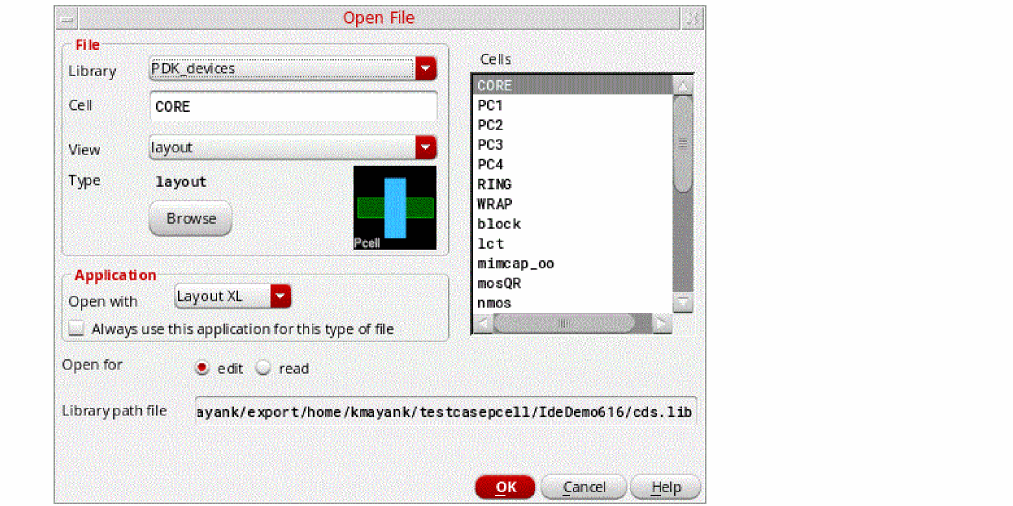 Open File
File
Library PDK_devices
Cell CORE
View layout
Type layout
Browse
Pcell
Cells
CORE
PC1
PC2
PC3
PC4
RING
WRAP
block
lct
mimcap_oo
mosQR
nmos
Application
Open with Layout XL
Always use this application for this type of file
Open for edit read
Library path file ayank/export/home/kmayank/testcasepcell/IdeDemo616/cds.lib
OK Cancel Help